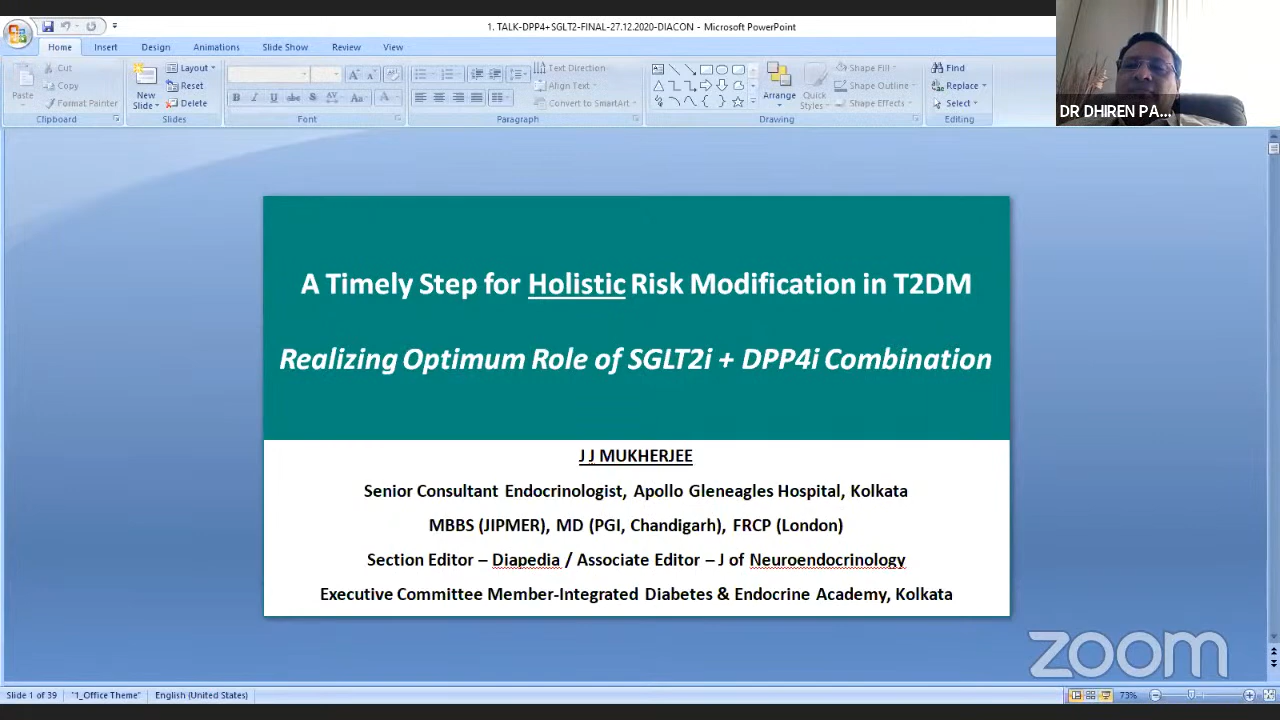 1. TALK-DPP4+SGLT2-FINAL-27.12.2020-DIACON - Microsoft PowerPoint
Home Insert Design Animations Slide Show Review View
Paste
Cut
Copy
Format Painter
Clipboard
New Slide
Layout
Reset
Delete
Slides
B I U abe S AV Aa A
Font
Text Direction
Align Text
Convert to SmartArt
Paragraph
Arrange
Quick Styles
Shape Fill
Shape Outline
Shape Effects
Drawing
Find
Replace
Select
Editing
DR DHIREN PA...
A Timely Step for Holistic Risk Modification in T2DM
Realizing Optimum Role of SGLT2i + DPP4i Combination
J J MUKHERJEE
Senior Consultant Endocrinologist, Apollo Gleneagles Hospital, Kolkata
MBBS (JIPMER), MD (PGI, Chandigarh), FRCP (London)
Section Editor – Diapedia / Associate Editor – J of Neuroendocrinology
Executive Committee Member-Integrated Diabetes & Endocrine Academy, Kolkata
zoom
Slide 1 of 39 "1_Office Theme" English (United States) 73%